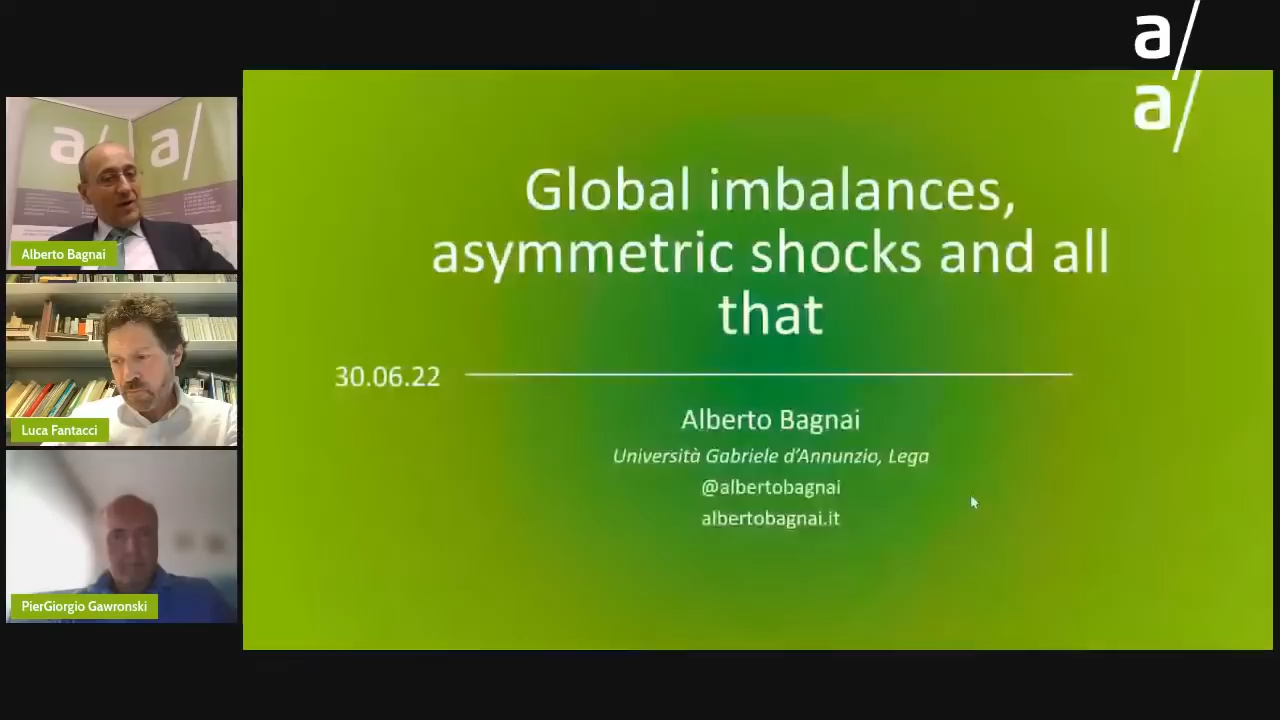 a/
a/
a/ a/
Alberto Bagnai
Luca Fantacci
PierGiorgio Gawronski
Global imbalances,
asymmetric shocks and all
that
30.06.22
Alberto Bagnai
Università Gabriele d'Annunzio, Lega
@albertobagnai
albertobagnai.it